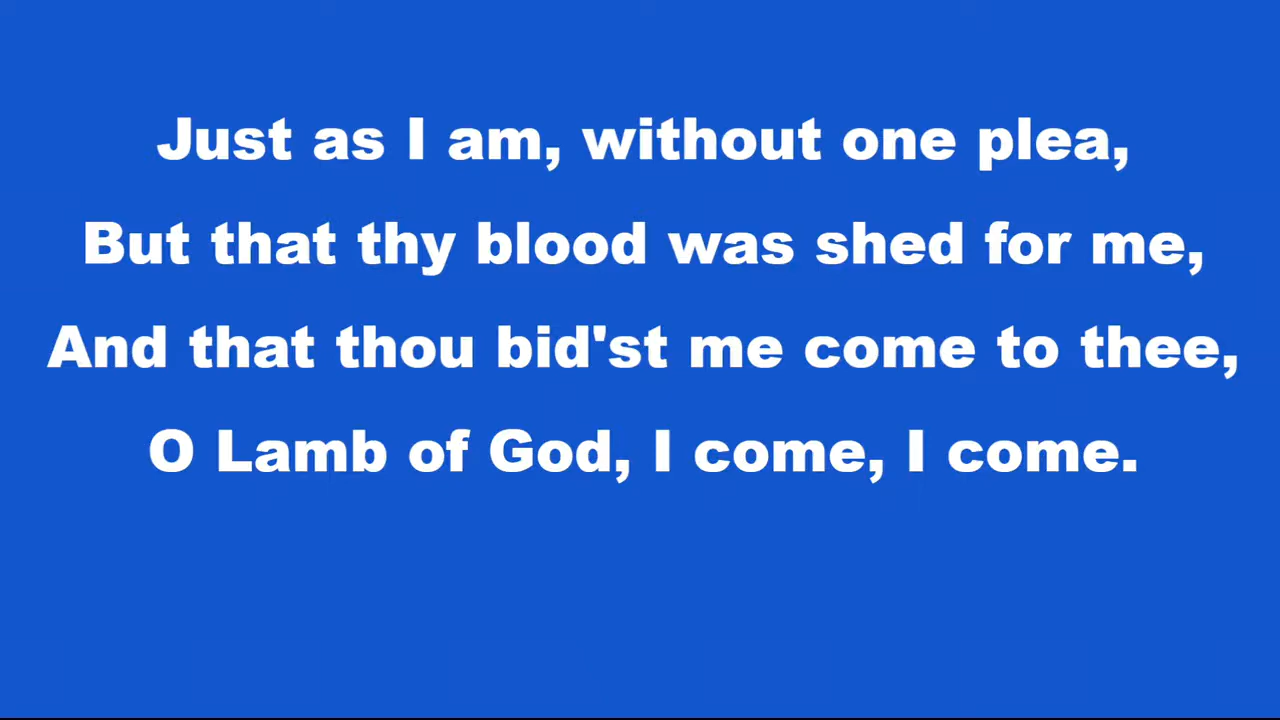 Just as I am, without one plea,
But that thy blood was shed for me,
And that thou bid'st me come to thee,
O Lamb of God, I come, I come.